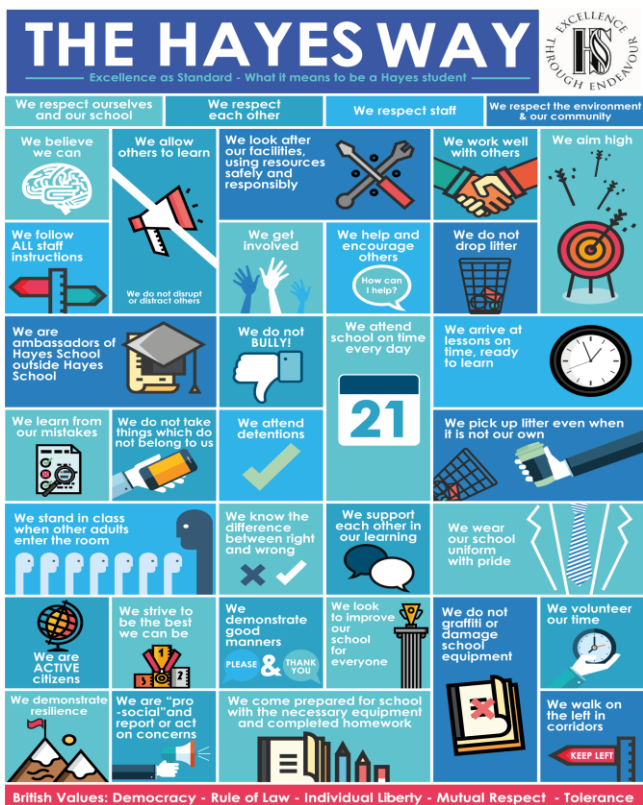 THE HAYES WAY
Excellence as Standard - What it means to be a Hayes student
EXCELLENCE
THROUGH ENDEAVOUR
HS
We respect ourselves
and our school
We respect
each other
We respect staff
We respect the environment
& our community
We believe
we can
We allow
others to learn
We do not disrupt
or distract others
We look after
our facilities,
using resources
safely and
responsibly
We work well
with others
We aim high
We follow
ALL staff
instructions
We get
involved
We help and
encourage
others
How can
I help?
We do not
drop litter
We are
ambassadors of
Hayes School
outside Hayes
School
We do not
BULLY!
We attend
school on time
every day
21
We arrive at
lessons on
time, ready
to learn
We learn from
our mistakes
We do not take
things which do
not belong to us
We attend
detentions
We pick up litter even when
it is not our own
We stand in class
when other adults
enter the room
We know the
difference
between right
and wrong
We support
each other in
our learning
We wear
our school
uniform
with pride
We are
ACTIVE
citizens
We strive to
be the best
we can be
1
2
3
We
demonstrate
good
manners
PLEASE & THANK
YOU
We look
to improve
our
school
for
everyone
We do not
graffiti or
damage
school
equipment
We volunteer
our time
We demonstrate
resilience
We are "pro
-social"and
report or act
on concerns
We come prepared for school
with the necessary equipment
and completed homework
We walk on
the left in
corridors
KEEP LEFT
British Values: Democracy - Rule of Law - Individual Liberty - Mutual Respect - Tolerance